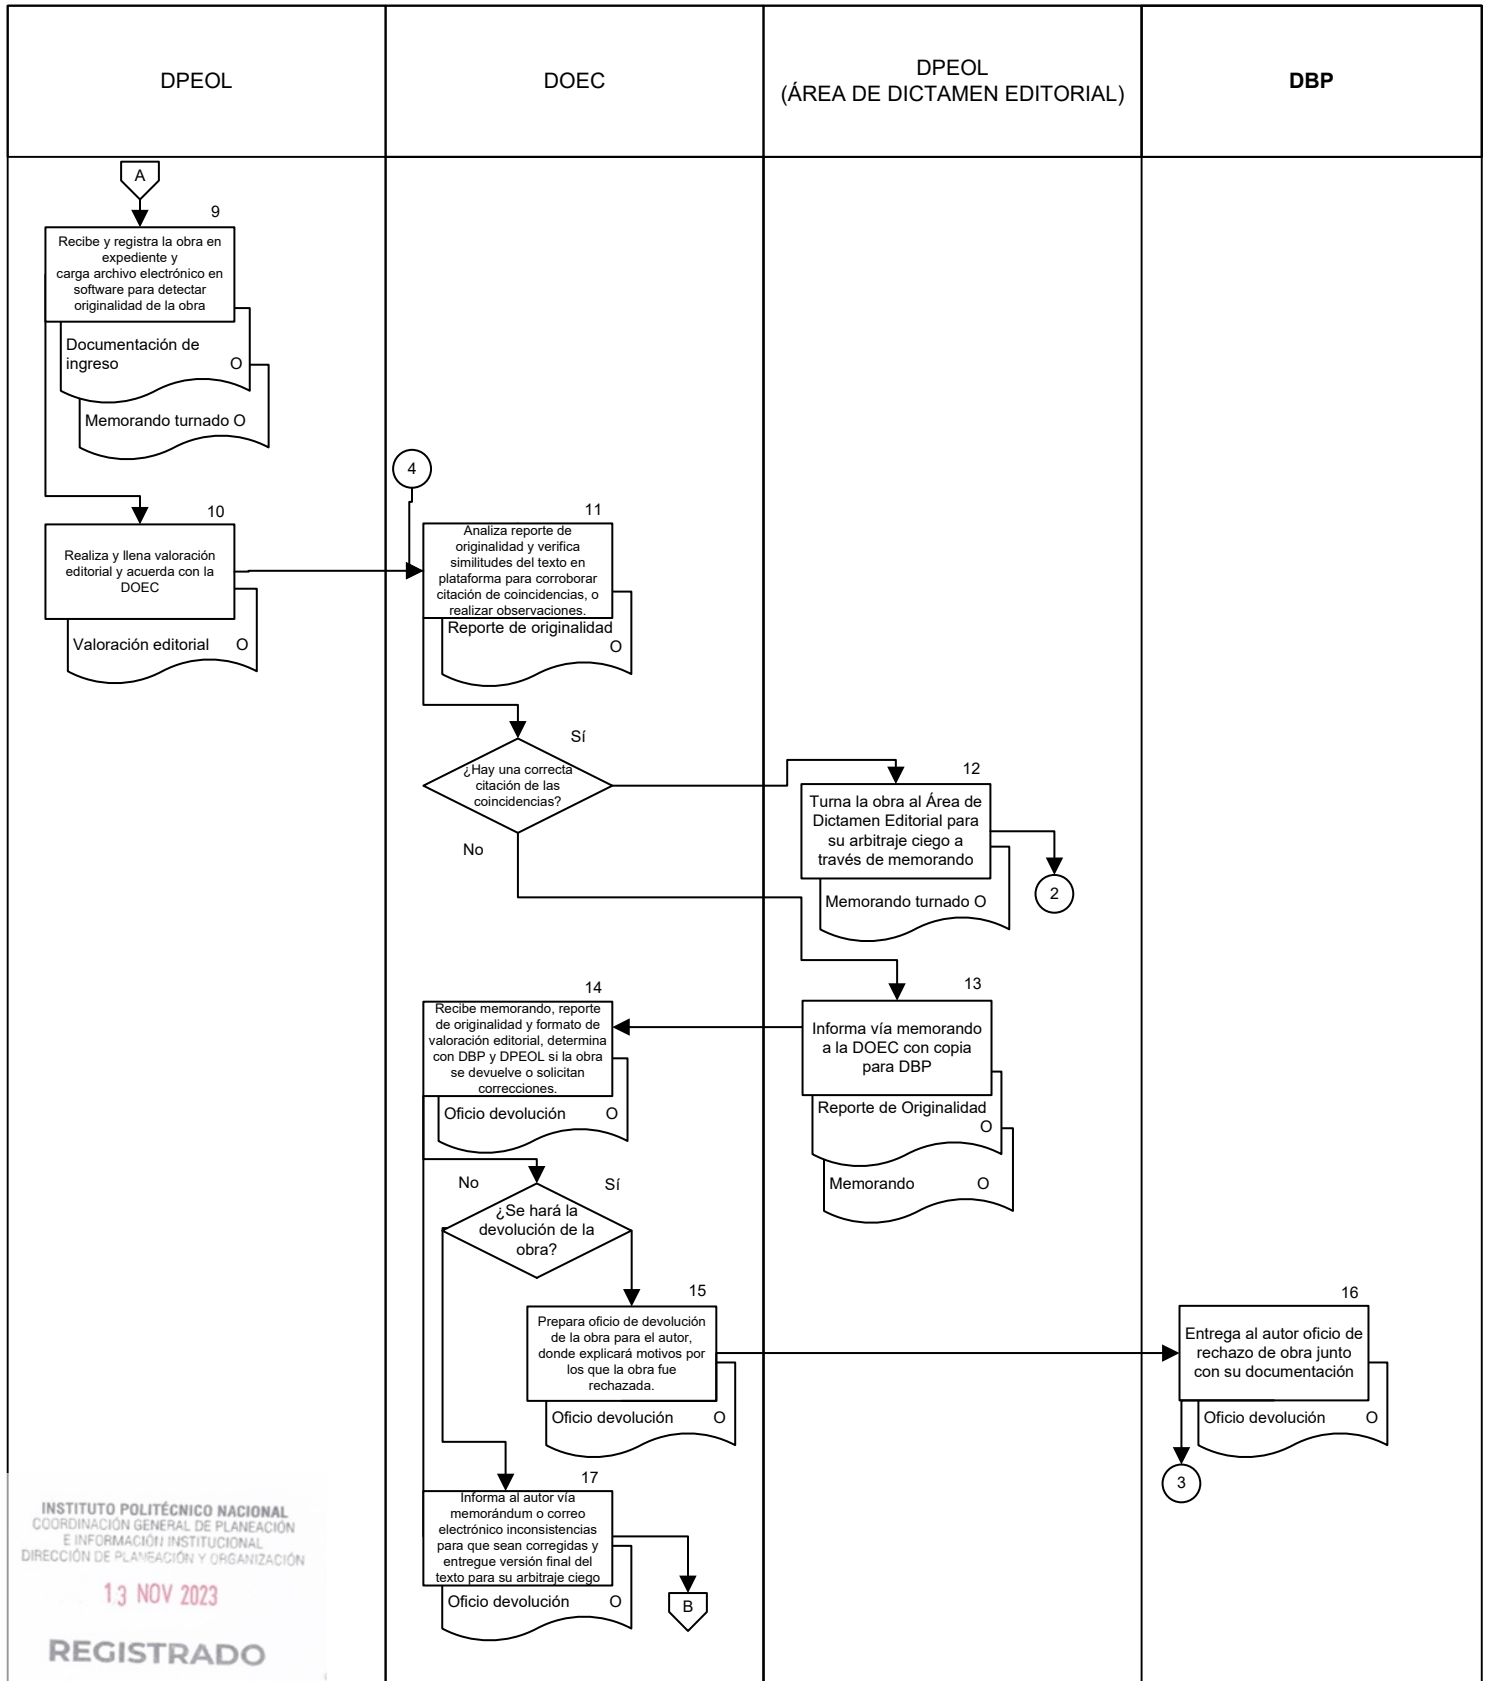 DPEOL
DOEC
DPEOL
(ÁREA DE DICTAMEN EDITORIAL)
DBP
A
9
Recibe y registra la obra en
expediente y
carga archivo electrónico en
software para detectar
originalidad de la obra
Documentación de
ingreso O
Memorando turnado O
4
10
Realiza y llena valoración
editorial y acuerda con la
DOEC
Valoración editorial O
11
Analiza reporte de
originalidad y verifica
similitudes del texto en
plataforma para corroborar
citación de coincidencias, o
realizar observaciones.
Reporte de originalidad
O
Sí
¿Hay una correcta
citación de las
coincidencias?
No
12
Turna la obra al Área de
Dictamen Editorial para
su arbitraje ciego a
través de memorando
Memorando turnado O
2
13
Informa vía memorando
a la DOEC con copia
para DBP
Reporte de Originalidad
O
Memorando O
14
Recibe memorando, reporte
de originalidad y formato de
valoración editorial, determina
con DBP y DPEOL si la obra
se devuelve o solicitan
correcciones.
Oficio devolución O
No
Sí
¿Se hará la
devolución de la
obra?
15
Prepara oficio de devolución
de la obra para el autor,
donde explicará motivos por
los que la obra fue
rechazada.
Oficio devolución O
16
Entrega al autor oficio de
rechazo de obra junto
con su documentación
Oficio devolución O
3
17
Informa al autor vía
memorándum o correo
electrónico inconsistencias
para que sean corregidas y
entregue versión final del
texto para su arbitraje ciego
Oficio devolución O
B
INSTITUTO POLITÉCNICO NACIONAL
COORDINACIÓN GENERAL DE PLANEACIÓN
E INFORMACIÓN INSTITUCIONAL
DIRECCIÓN DE PLANEACIÓN Y ORGANIZACIÓN
13 NOV 2023
REGISTRADO